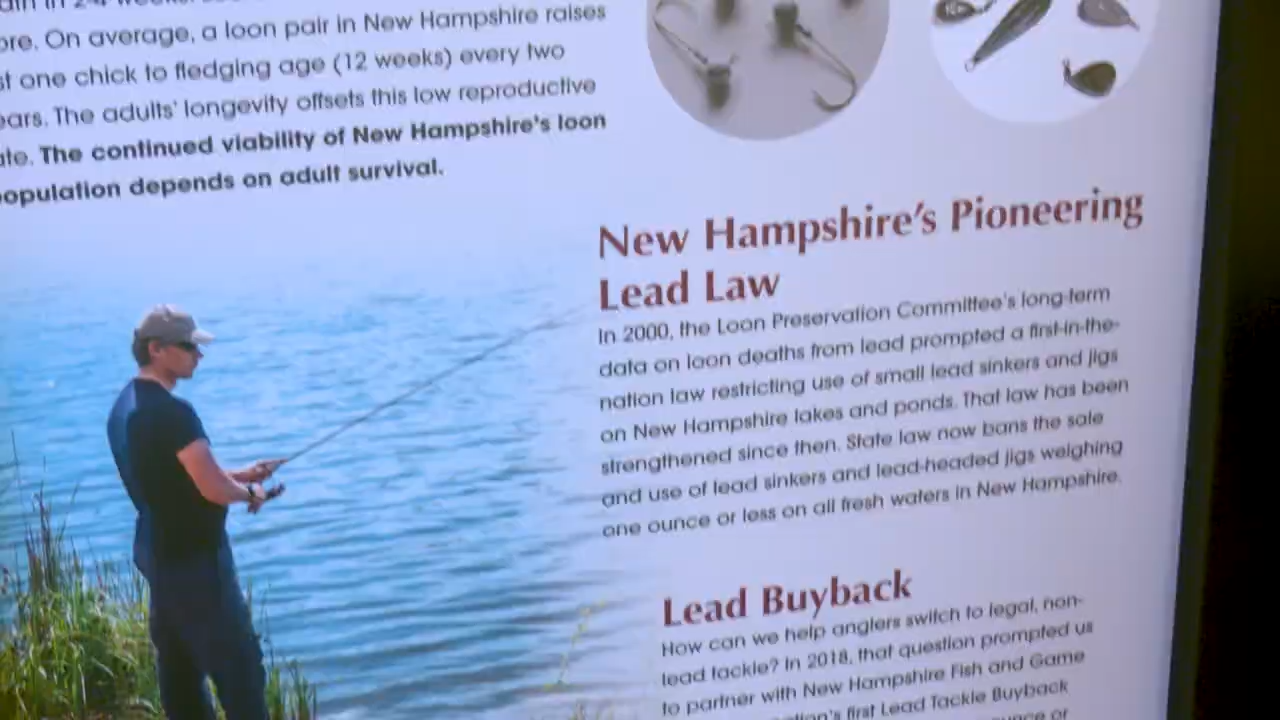 in 2-4
On average, a loon pair in New Hampshire raises
one chick to fledging age (12 weeks) every two
The adults' longevity offsets this low reproductive
The continued viability of New Hampshire's loon
population depends on adult survival.
New Hampshire's Pioneering
Lead Law
In 2000, the Loon Preservation Committee's long-term
data on loon deaths from lead prompted a first-in-the-
nation law restricting use of small lead sinkers and jigs
on New Hampshire lakes and ponds. That law has been
strengthened since then. State law now bans the sale
and use of lead sinkers and lead-headed jigs weighing
one ounce or less on all fresh waters in New Hampshire.
Lead Buyback
How can we help anglers switch to legal, non-
lead tackle? In 2018, that question prompted us
to partner with New Hampshire Fish and Game
first Lead Tackle Buyback
or